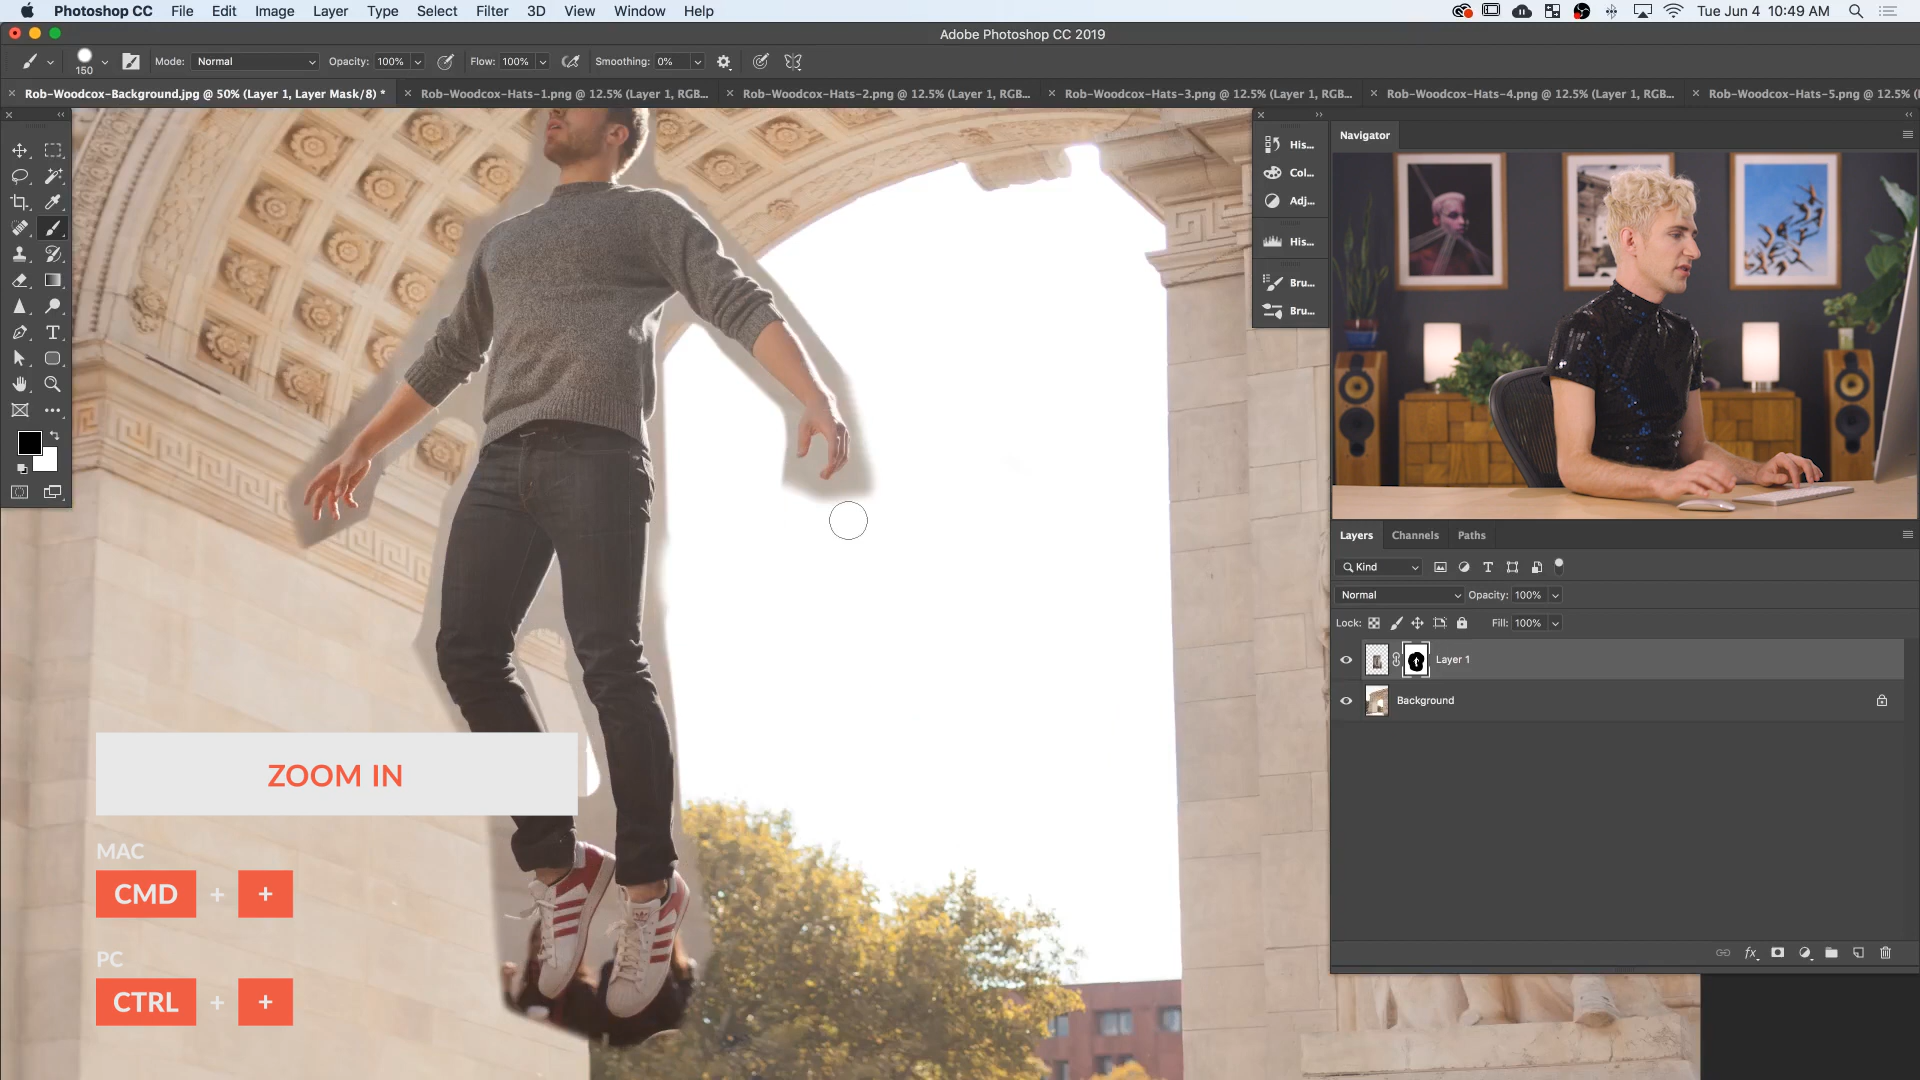 Photoshop CC File Edit Image Layer Type Select Filter 3D View Window Help Tue Jun 4 10:49 AM
Adobe Photoshop CC 2019
150 Mode: Normal Opacity: 100% Flow: 100% Smoothing: 0%
Rob-Woodcox-Background.jpg @ 50% (Layer 1, Layer Mask/8) * Rob-Woodcox-Hats-1.png @ 12.5% (Layer 1, RGB... Rob-Woodcox-Hats-2.png @ 12.5% (Layer 1, RGB... Rob-Woodcox-Hats-3.png @ 12.5% (Layer 1, RGB... Rob-Woodcox-Hats-4.png @ 12.5% (Layer 1, RGB... Rob-Woodcox-Hats-5.png @ 12.5%
Navigator
His...
Col...
Adj...
His...
Bru...
Bru...
Layers Channels Paths
Kind
Normal Opacity: 100%
Lock: Fill: 100%
Layer 1
Background
ZOOM IN
MAC
CMD + +
PC
CTRL + +